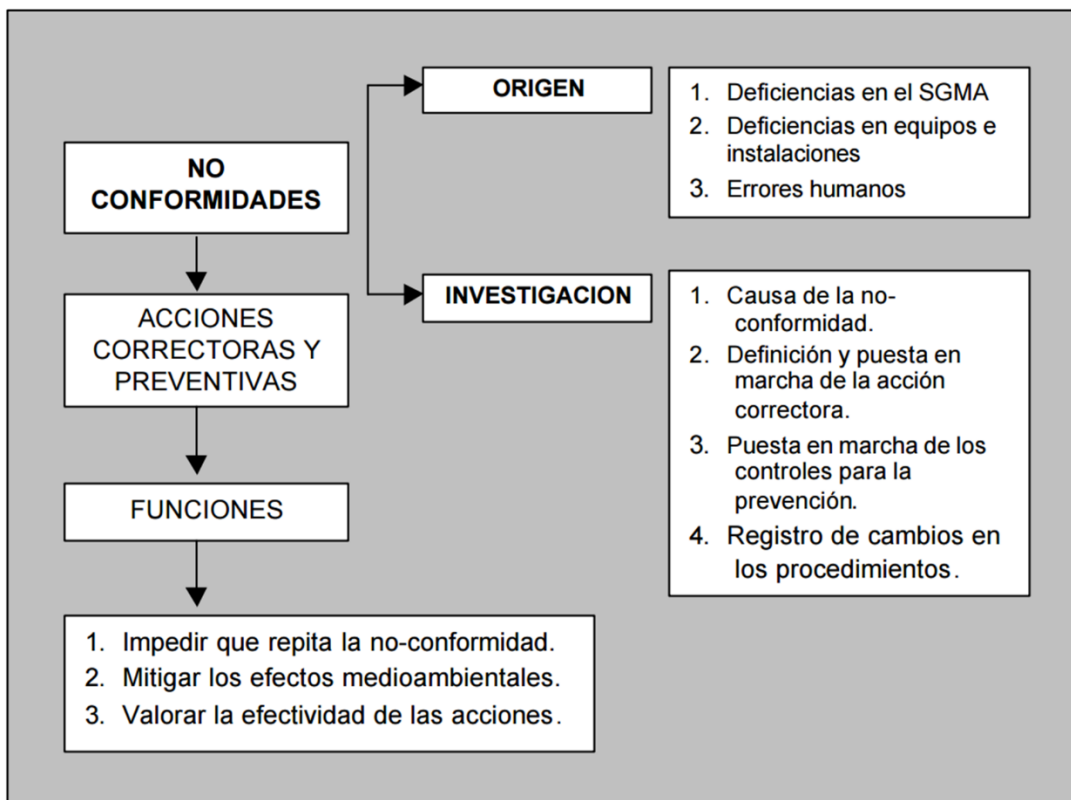 NO
CONFORMIDADES
ACCIONES
CORRECTORAS Y
PREVENTIVAS
FUNCIONES
1. Impedir que repita la no-conformidad.
2. Mitigar los efectos medioambientales.
3. Valorar la efectividad de las acciones.
ORIGEN
1. Deficiencias en el SGMA
2. Deficiencias en equipos e
instalaciones
3. Errores humanos
INVESTIGACION
1. Causa de la no-
conformidad.
2. Definición y puesta en
marcha de la acción
correctora.
3. Puesta en marcha de los
controles para la
prevención.
4. Registro de cambios en
los procedimientos.